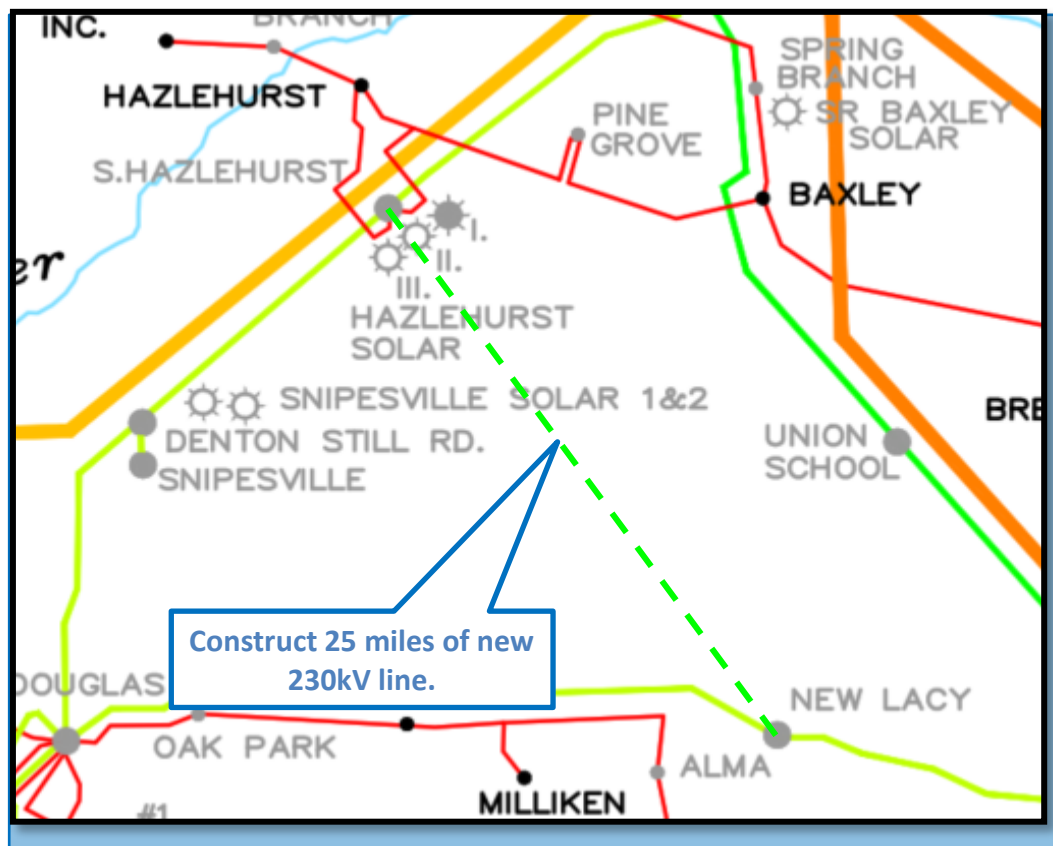 INC.
BRANCH
HAZLEHURST
S.HAZLEHURST
PINE
GROVE
SPRING
BRANCH
SR BAXLEY
SOLAR
BAXLEY
er
I.
II.
III.
HAZLEHURST
SOLAR
SNIPESVILLE SOLAR 1&2
DENTON STILL RD.
SNIPESVILLE
UNION
SCHOOL
BRE
Construct 25 miles of new
230kV line.
DOUGLAS
NEW LACY
OAK PARK
ALMA
MILLIKEN
#1